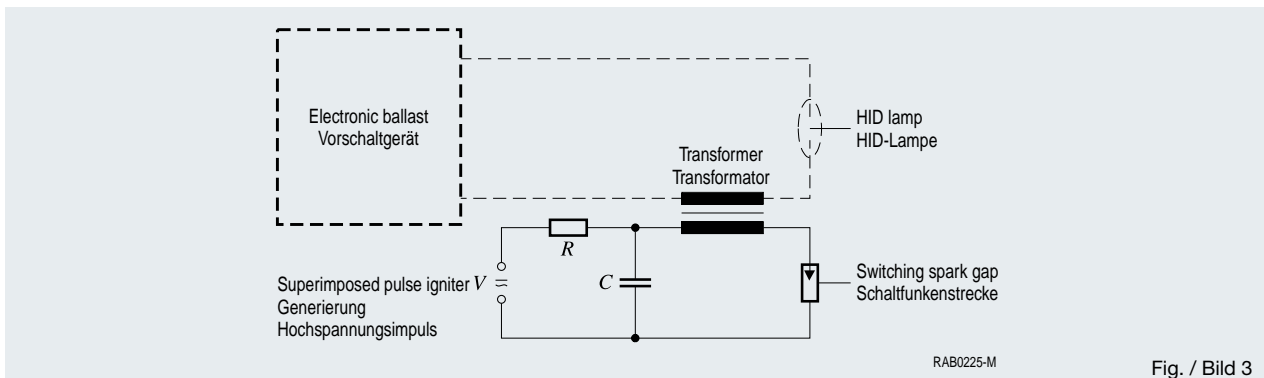 Electronic ballast
Vorschaltgerät
HID lamp
HID-Lampe
Transformer
Transformator
R
Superimposed pulse igniter V
Generierung
Hochspannungsimpuls
C
Switching spark gap
Schaltfunkenstrecke
RAB0225-M
Fig. / Bild 3